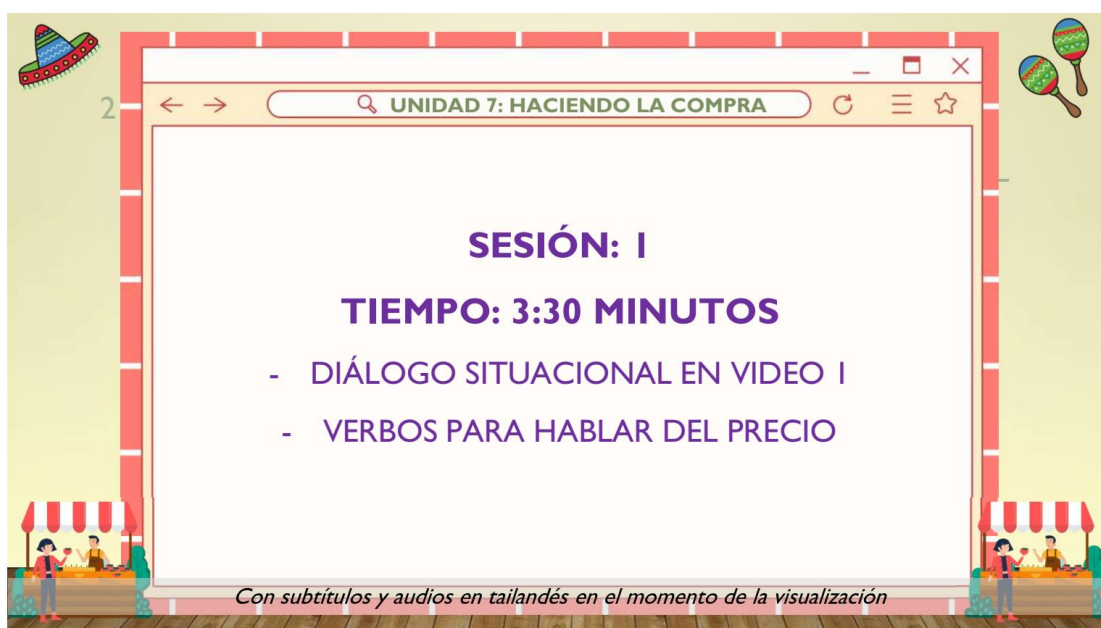 UNIDAD 7: HACIENDO LA COMPRA
2
SESIÓN: 1
TIEMPO: 3:30 MINUTOS
- DIÁLOGO SITUACIONAL EN VIDEO 1
- VERBOS PARA HABLAR DEL PRECIO
Con subtítulos y audios en tailandés en el momento de la visualización